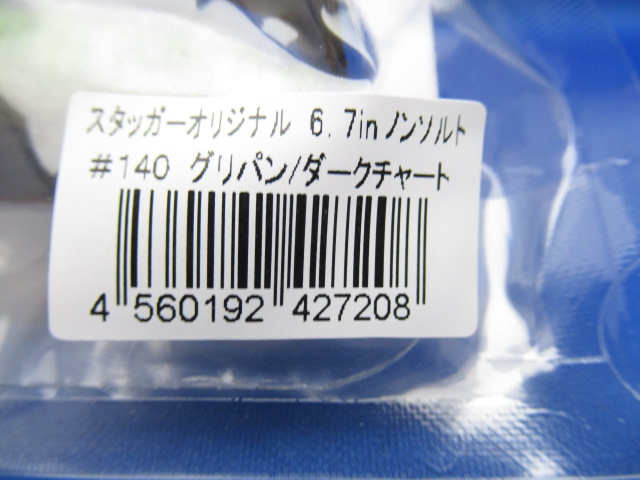 スタッガーオリジナル 6.7in ノンソルト
#140 グリパン/ダークチャート
4 560192 427208